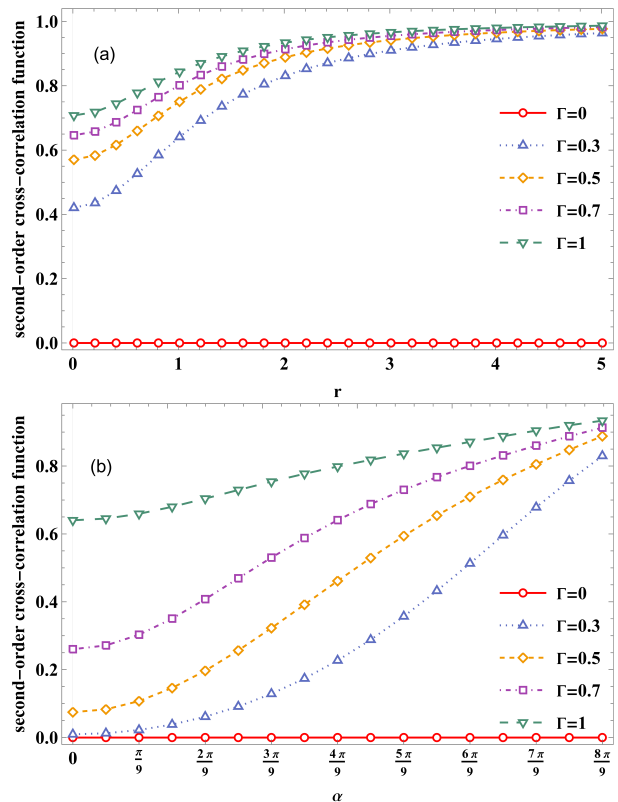 (a)
second-order cross-correlation function
1.0
0.8
0.6
0.4
0.2
0.0
Γ=0
Γ=0.3
Γ=0.5
Γ=0.7
Γ=1
0 1 2 3 4 5
r
(b)
second-order cross-correlation function
0.8
0.6
0.4
0.2
0.0
Γ=0
Γ=0.3
Γ=0.5
Γ=0.7
Γ=1
0 π/9 2π/9 3π/9 4π/9 5π/9 6π/9 7π/9 8π/9
α